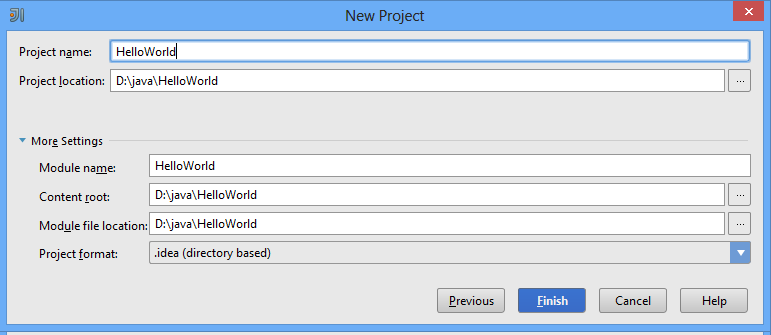 New Project
Project name: HelloWorld
Project location: D:\java\HelloWorld ...
More Settings
Module name: HelloWorld
Content root: D:\java\HelloWorld ...
Module file location: D:\java\HelloWorld ...
Project format: .idea (directory based)
Previous Finish Cancel Help